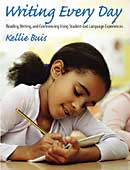 Writing Every Day
Reading, Writing, and Conferencing Using Student-Led Language Experiences
Kellie Buis